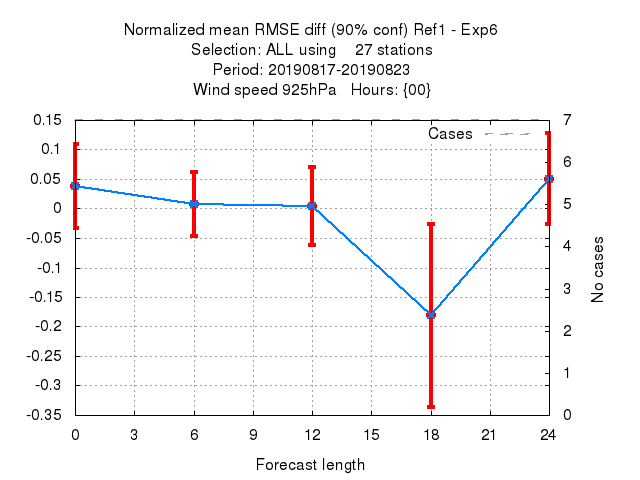 Normalized mean RMSE diff (90% conf) Ref1 - Exp6
Selection: ALL using    27 stations
Period: 20190817-20190823
Wind speed 925hPa   Hours: {00}
Cases
0.15
0.1
0.05
0
-0.05
-0.1
-0.15
-0.2
-0.25
-0.3
-0.35
7
6
5
4
3
2
1
0
No cases
0 3 6 9 12 15 18 21 24
Forecast length